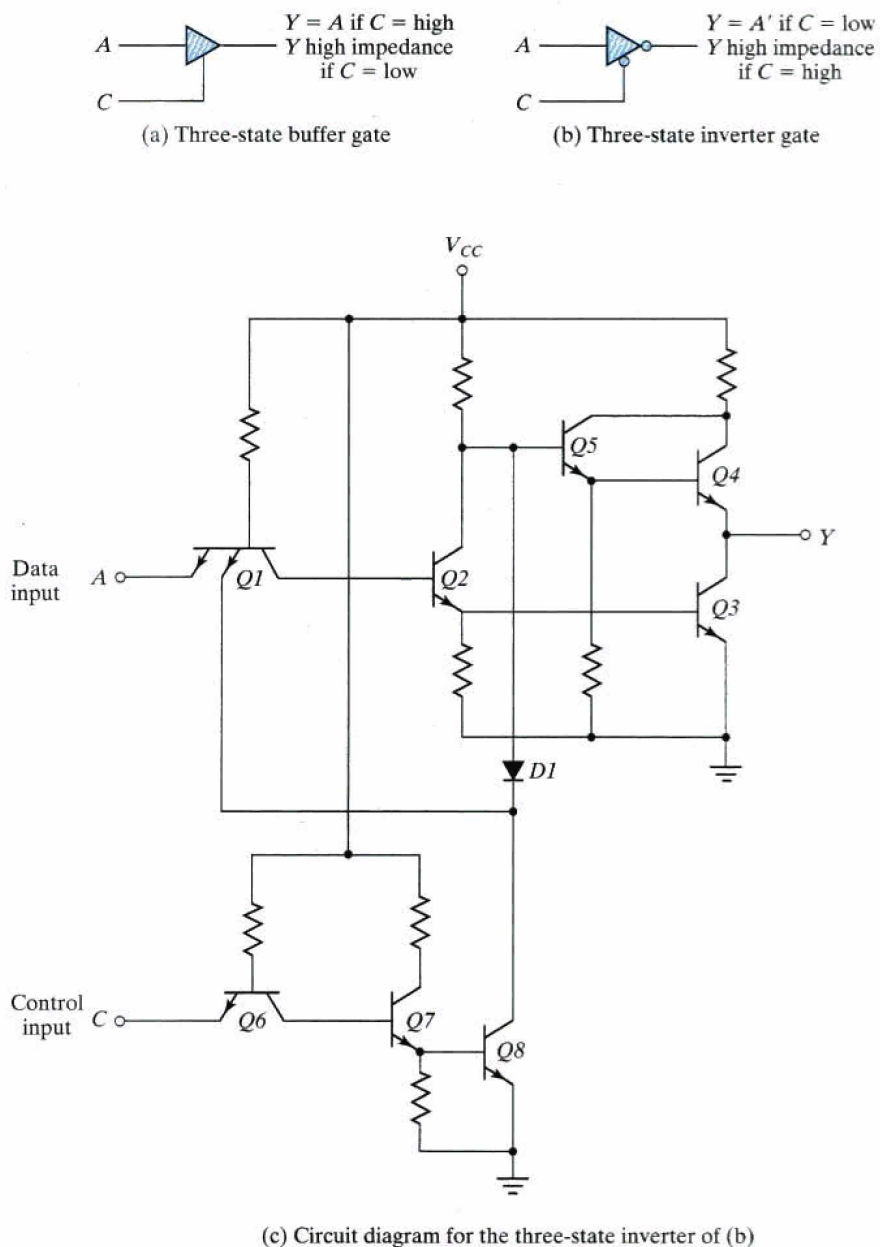 A
C
Y = A if C = high
Y high impedance
if C = low
(a) Three-state buffer gate
A
C
Y = A′ if C = low
Y high impedance
if C = high
(b) Three-state inverter gate
VCC
Q5
Q4
Y
Data
input
A
Q1
Q2
Q3
D1
Control
input
C
Q6
Q7
Q8
(c) Circuit diagram for the three-state inverter of (b)